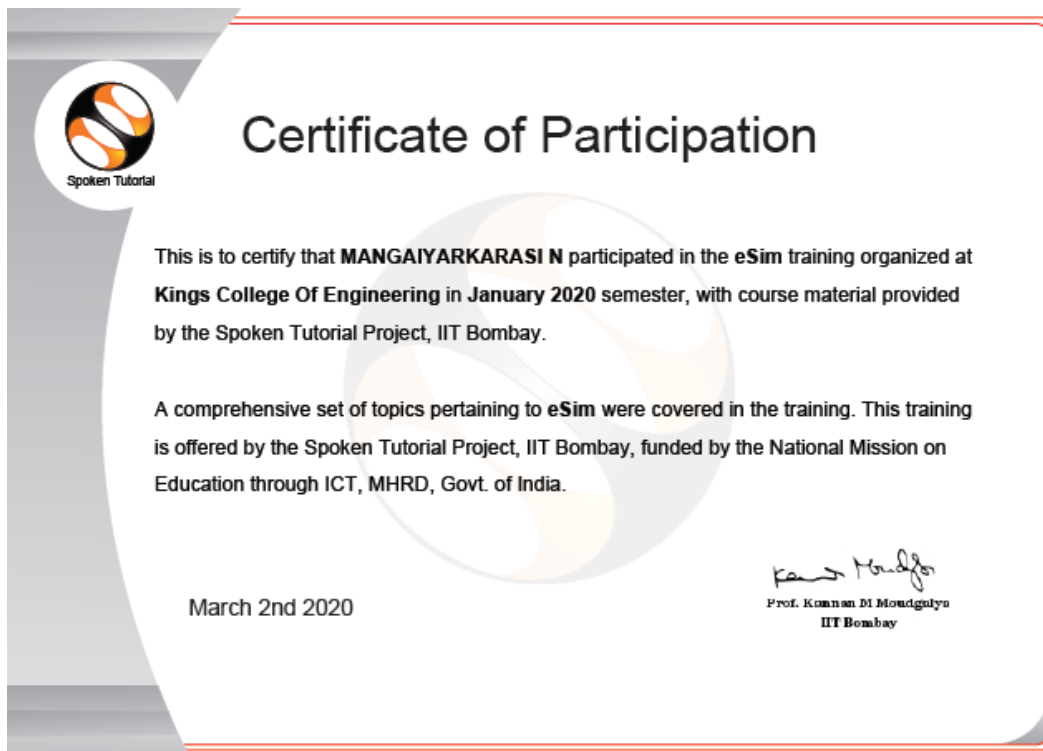 Spoken Tutorial
Certificate of Participation
This is to certify that MANGAIYARKARASI N participated in the eSim training organized at
Kings College Of Engineering in January 2020 semester, with course material provided
by the Spoken Tutorial Project, IIT Bombay.
A comprehensive set of topics pertaining to eSim were covered in the training. This training
is offered by the Spoken Tutorial Project, IIT Bombay, funded by the National Mission on
Education through ICT, MHRD, Govt. of India.
March 2nd 2020
Prof. Kannan M Moudgalya
IIT Bombay